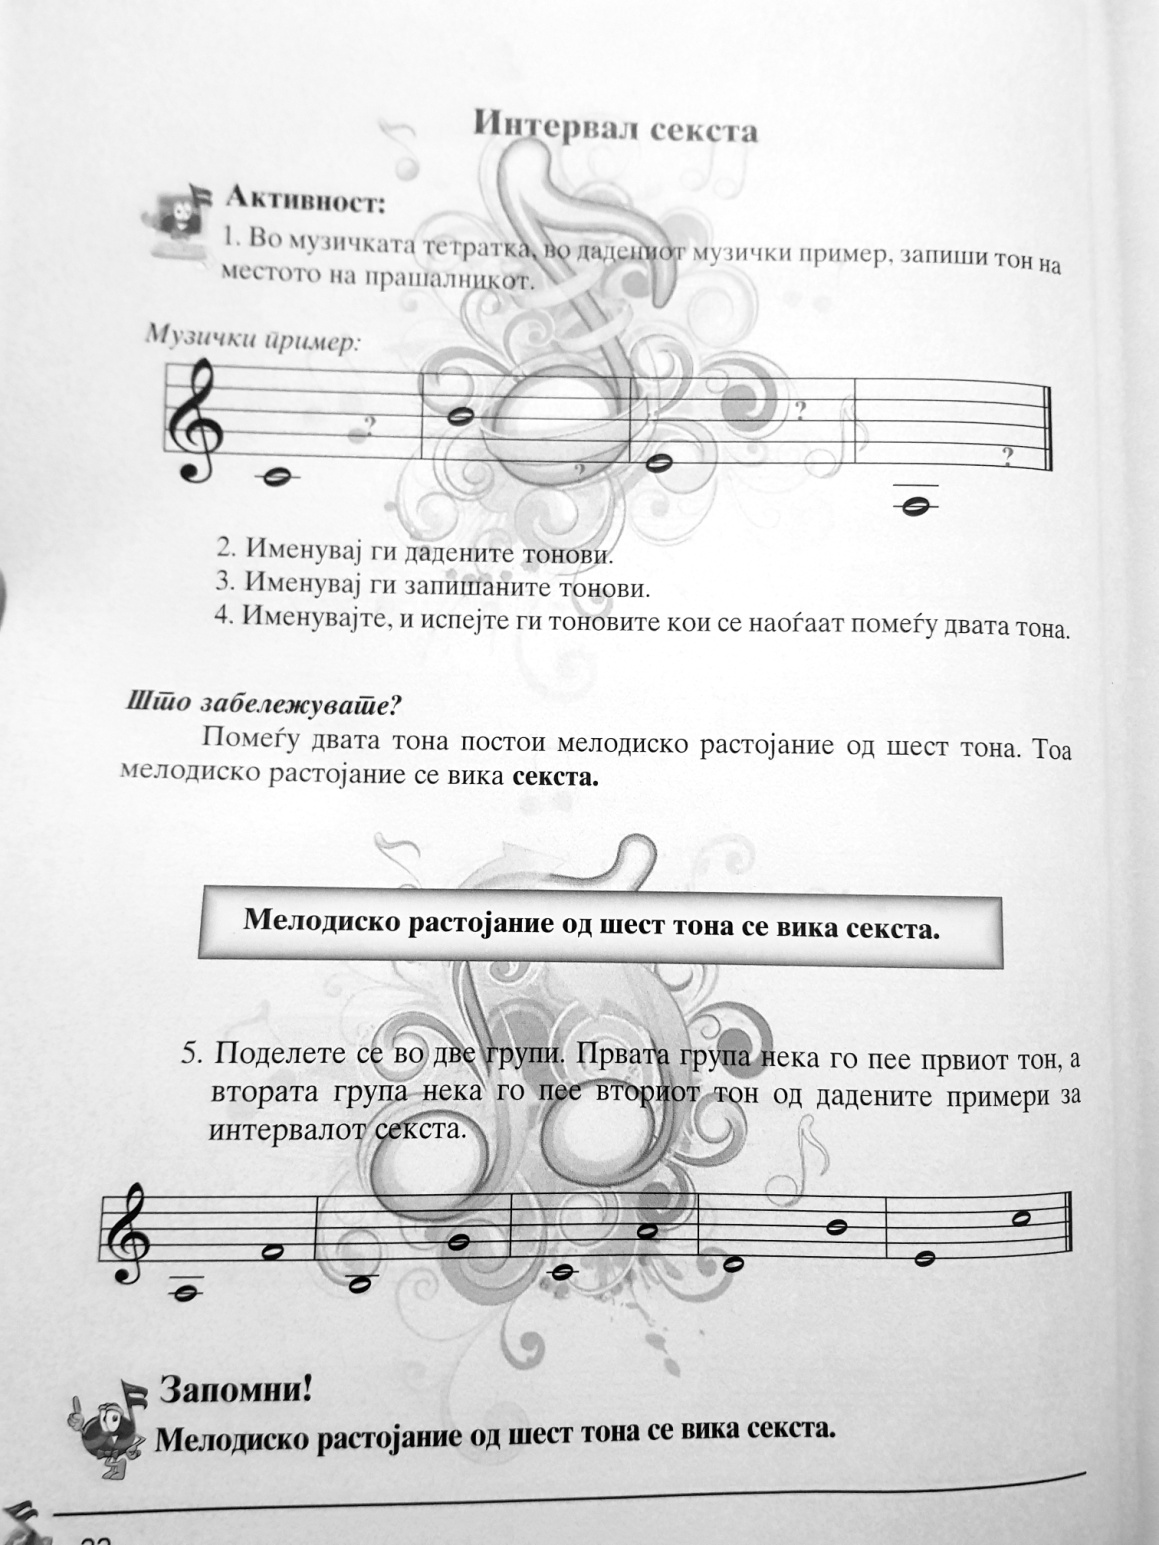 Интервал секста
Активност:
1. Во музичката тетратка, во дадениот музички пример, запиши тон на
местото на прашалникот.
Музички пример:
?
?
?
?
2. Именувај ги дадените тонови.
3. Именувај ги запишаните тонови.
4. Именувајте, и испејте ги тоновите кои се наоѓаат помеѓу двата тона.
Што забележувате?
Помеѓу двата тона постои мелодиско растојание од шест тона. Тоа
мелодиско растојание се вика секста.
Мелодиско растојание од шест тона се вика секста.
5. Поделете се во две групи. Првата група нека го пее првиот тон, а
втората група нека го пее вториот тон од дадените примери за
интервалот секста.
Запомни!
Мелодиско растојание од шест тона се вика секста.